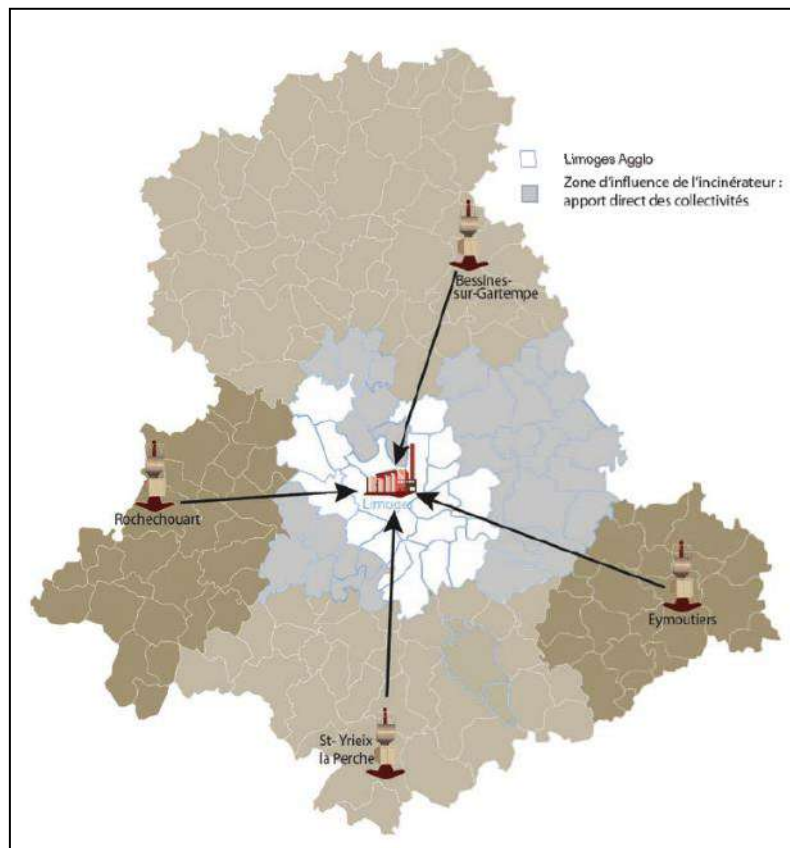 Limoges Agglo
Zone d'influence de l'incinérateur :
apport direct des collectivités
Bessines-
sur-Gartempe
Limoges
Rochechouart
Eymoutiers
St- Yrieix
la Perche